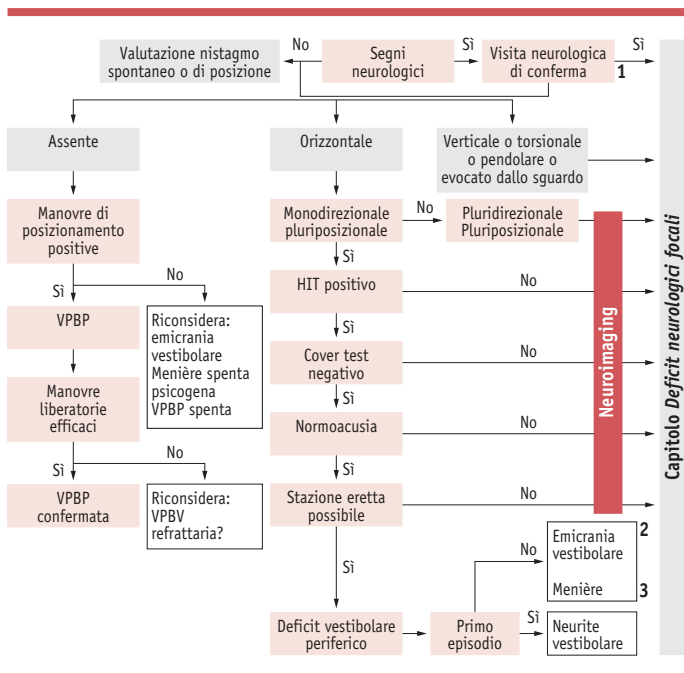 Valutazione nistagmo
spontaneo o di posizione
No
Segni
neurologici
Sì
Visita neurologica
di conferma
1
Sì
Assente
Orizzontale
Verticale o torsionale
o pendolare o
evocato dallo sguardo
Manovre di
posizionamento
positive
Monodirezionale
pluriposizionale
No
Pluridirezionale
Pluriposizionale
Sì
No
Sì
VPBP
Riconsidera:
emicrania
vestibolare
Menière spenta
psicogena
VPBP spenta
HIT positivo
No
Sì
Manovre
liberatorie
efficaci
Cover test
negativo
No
Sì
Normoacusia
No
Sì
No
Sì
VPBP
confermata
Riconsidera:
VPBV
refrattaria?
Stazione eretta
possibile
No
Neuroimaging
Capitolo Deficit neurologici focali
Sì
No
Emicrania
vestibolare
2
Menière
3
Deficit vestibolare
periferico
Primo
episodio
Sì
Neurite
vestibolare